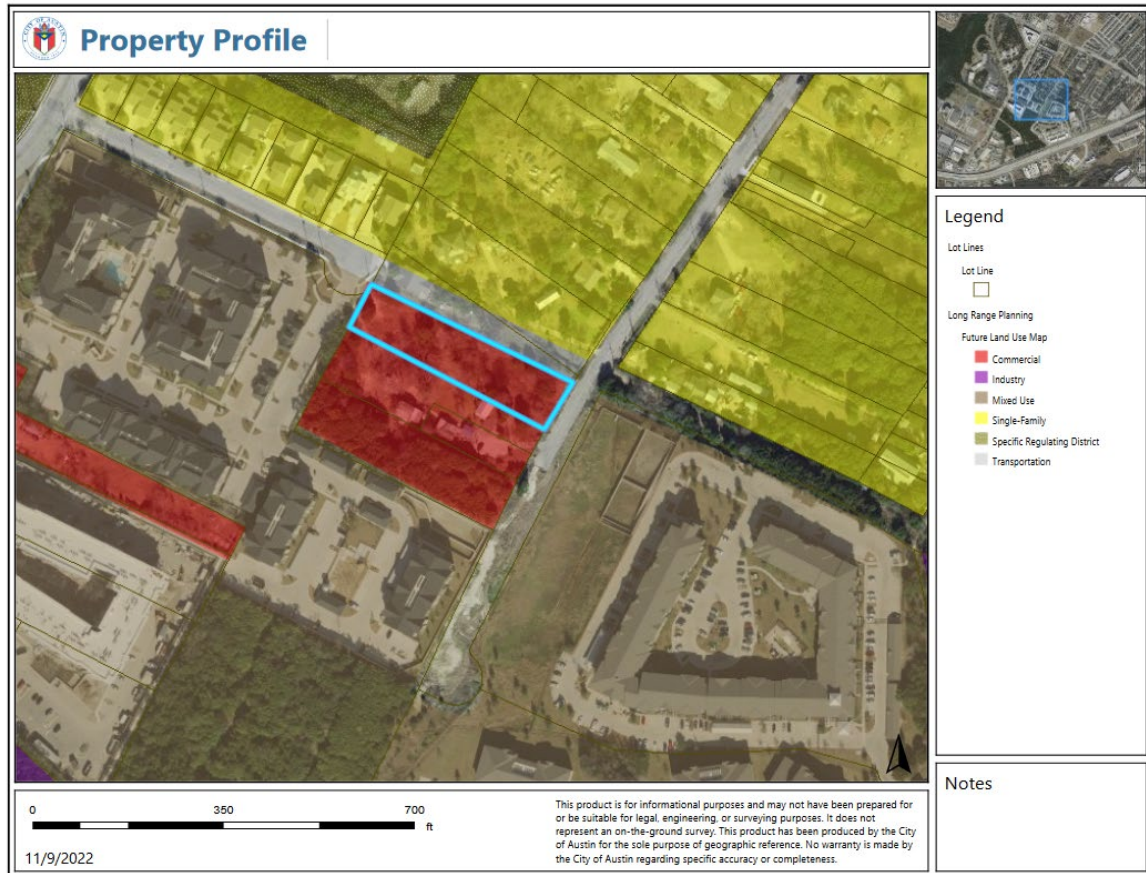 Property Profile
Legend
Lot Lines
Lot Line
Long Range Planning
Future Land Use Map
Commercial
Industry
Mixed Use
Single-Family
Specific Regulating District
Transportation
Notes
0 350 700
ft
11/9/2022
This product is for informational purposes and may not have been prepared for
or be suitable for legal, engineering, or surveying purposes. It does not
represent an on-the-ground survey. This product has been produced by the City
of Austin for the sole purpose of geographic reference. No warranty is made by
the City of Austin regarding specific accuracy or completeness.